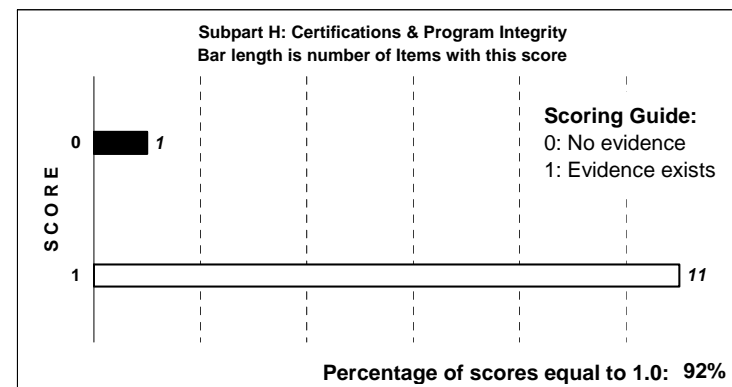 Subpart H: Certifications & Program Integrity
Bar length is number of Items with this score
Scoring Guide:
0: No evidence
1: Evidence exists
SCORE
0 1
1 11
Percentage of scores equal to 1.0: 92%